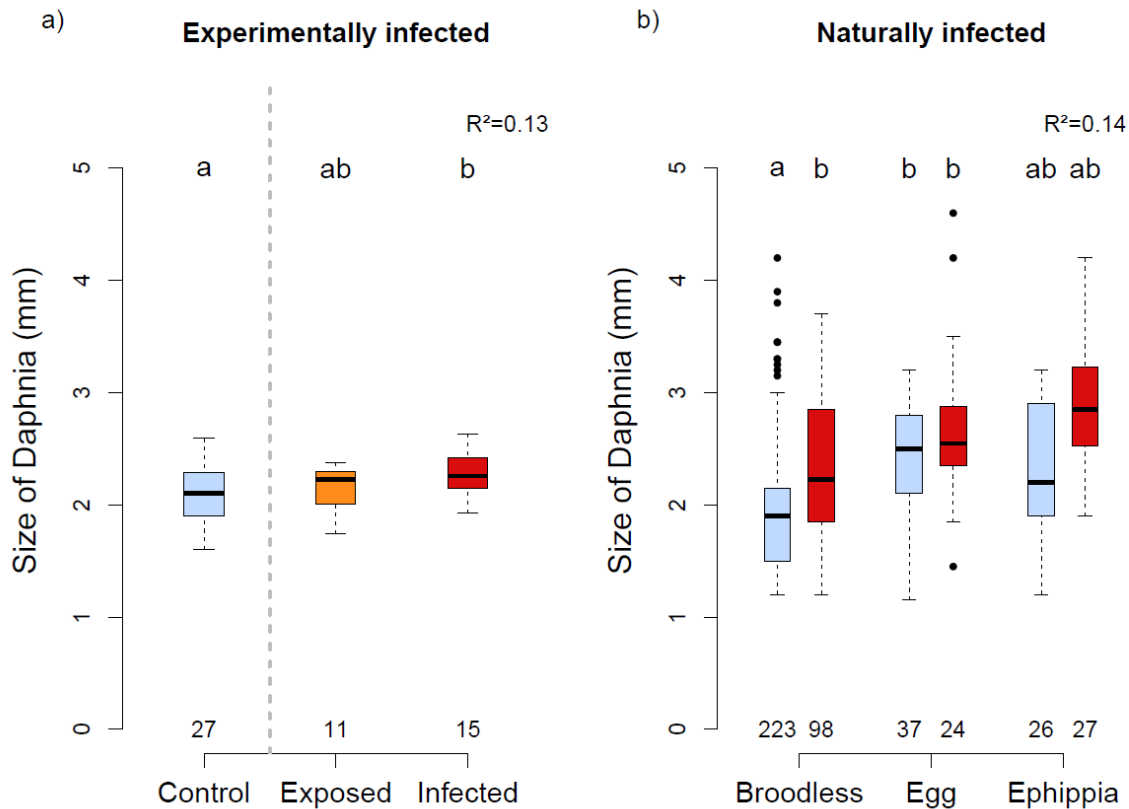 a)
Experimentally infected
R²=0.13
a ab b
5
4
3
2
1
0
Size of Daphnia (mm)
27 11 15
Control Exposed Infected
b)
Naturally infected
R²=0.14
a b b b ab ab
5
4
3
2
1
0
Size of Daphnia (mm)
223 98 37 24 26 27
Broodless Egg Ephippia